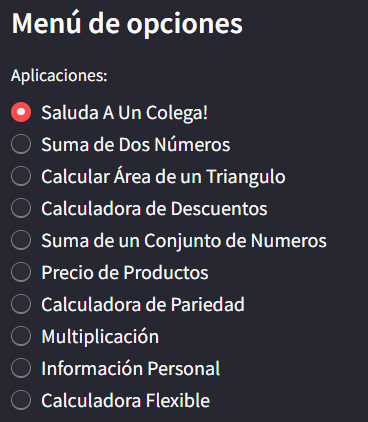 Menú de opciones
Aplicaciones:
Saluda A Un Colega!
Suma de Dos Números
Calcular Área de un Triangulo
Calculadora de Descuentos
Suma de un Conjunto de Numeros
Precio de Productos
Calculadora de Pariedad
Multiplicación
Información Personal
Calculadora Flexible